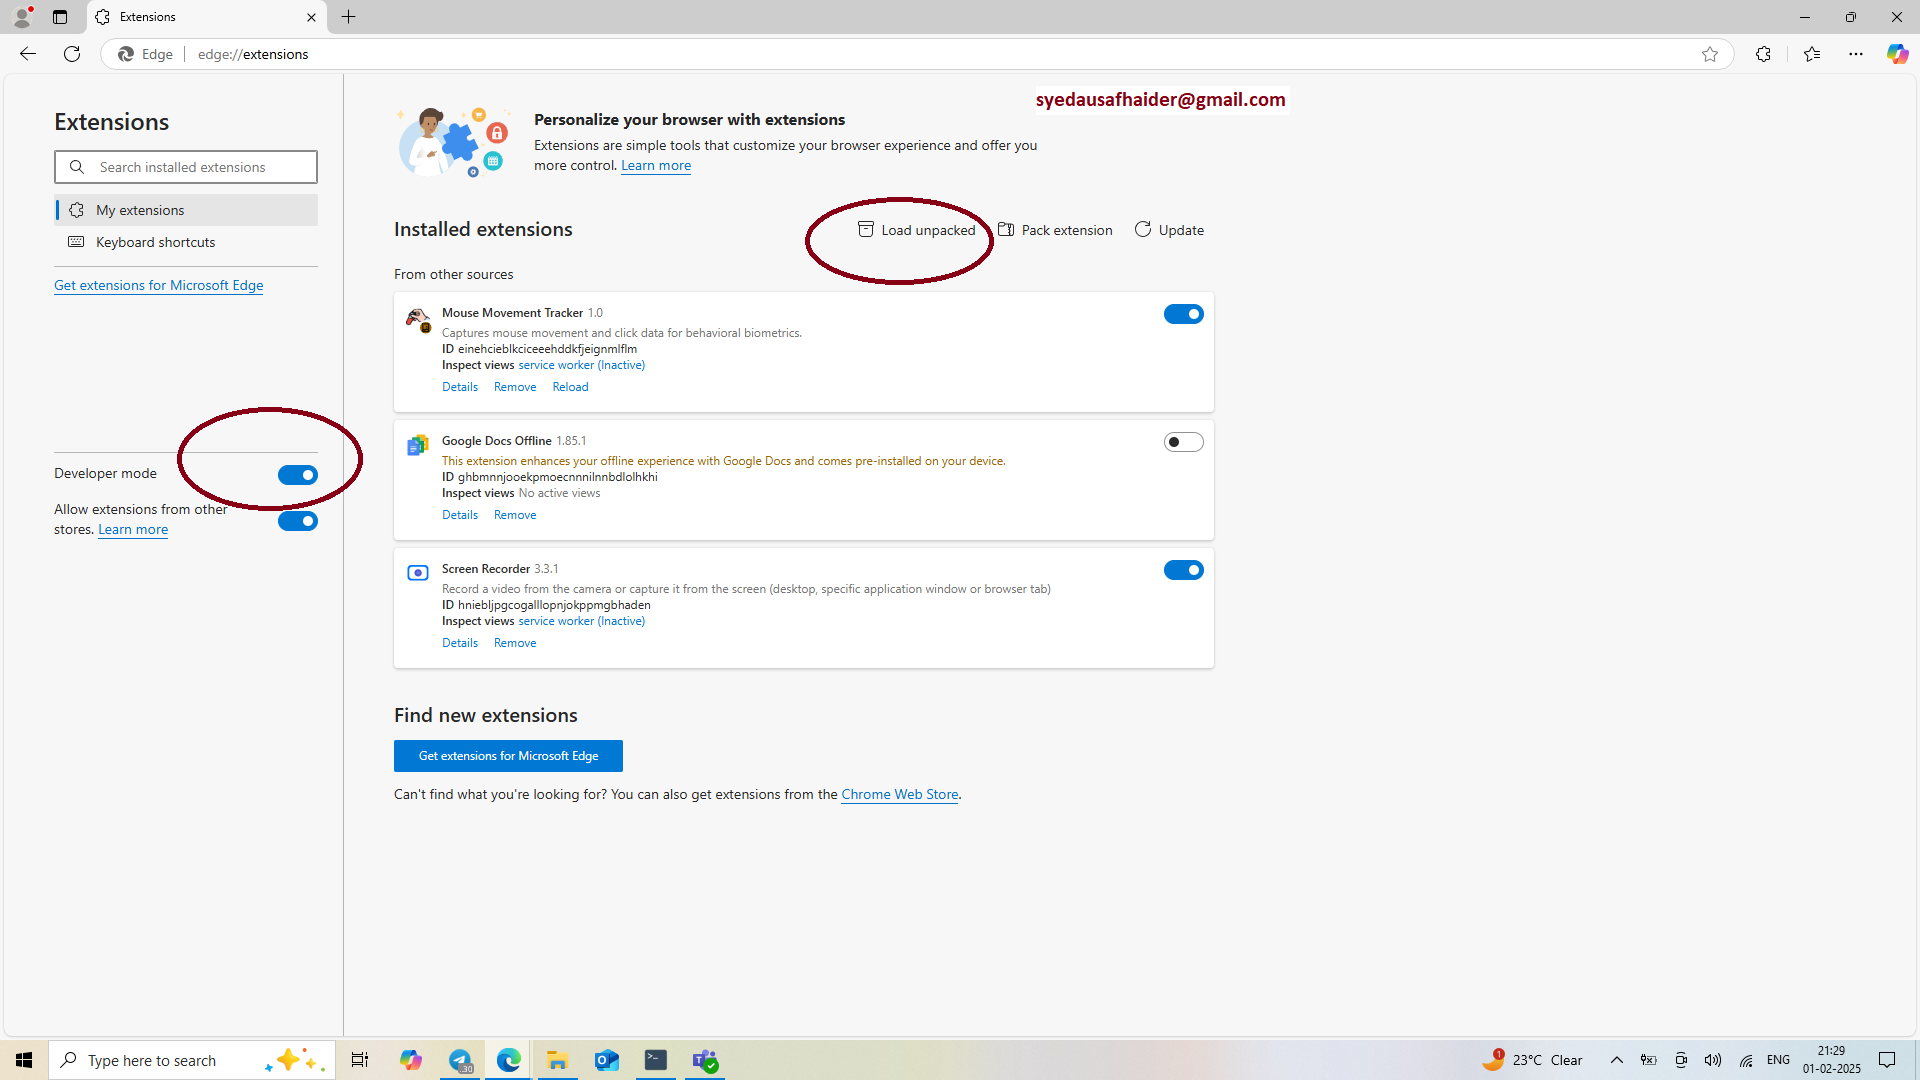 Extensions
Edge
edge://extensions
syedausafhaider@gmail.com
Extensions
Search installed extensions
My extensions
Keyboard shortcuts
Get extensions for Microsoft Edge
Developer mode
Allow extensions from other
stores. Learn more
Personalize your browser with extensions
Extensions are simple tools that customize your browser experience and offer you
more control. Learn more
Installed extensions
Load unpacked
Pack extension
Update
From other sources
Mouse Movement Tracker 1.0
Captures mouse movement and click data for behavioral biometrics.
ID einehcieblkciceeehddkfjeignmlflm
Inspect views service worker (Inactive)
Details Remove Reload
Google Docs Offline 1.85.1
This extension enhances your offline experience with Google Docs and comes pre-installed on your device.
ID ghbmnnjooekpmoecnnnilnnbdlolhkhi
Inspect views No active views
Details Remove
Screen Recorder 3.3.1
Record a video from the camera or capture it from the screen (desktop, specific application window or browser tab)
ID hniebljpgcogalllopnjokppmgbhaden
Inspect views service worker (Inactive)
Details Remove
Find new extensions
Get extensions for Microsoft Edge
Can't find what you're looking for? You can also get extensions from the Chrome Web Store.
Type here to search
30
1
23°C Clear
ENG
21:29
01-02-2025